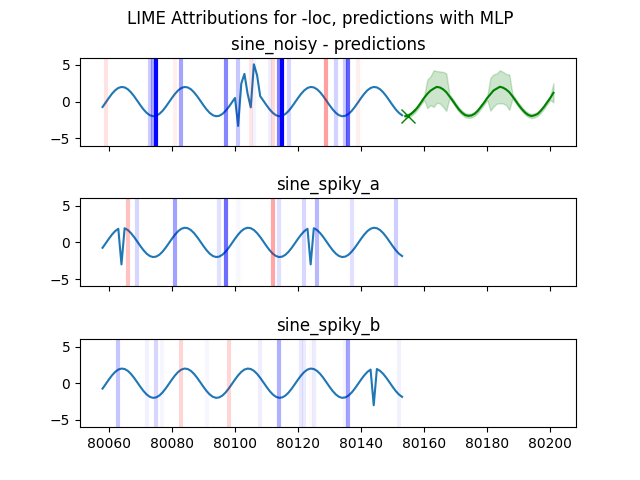 LIME Attributions for -loc, predictions with MLP
sine_noisy - predictions
5
0
−5
sine_spiky_a
5
0
−5
sine_spiky_b
5
0
−5
80060 80080 80100 80120 80140 80160 80180 80200